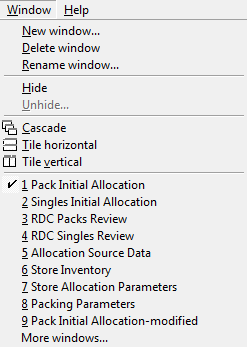 Window Help
New window...
Delete window
Rename window...
Hide
Unhide...
Cascade
Tile horizontal
Tile vertical
1 Pack Initial Allocation
2 Singles Initial Allocation
3 RDC Packs Review
4 RDC Singles Review
5 Allocation Source Data
6 Store Inventory
7 Store Allocation Parameters
8 Packing Parameters
9 Pack Initial Allocation-modified
More windows...